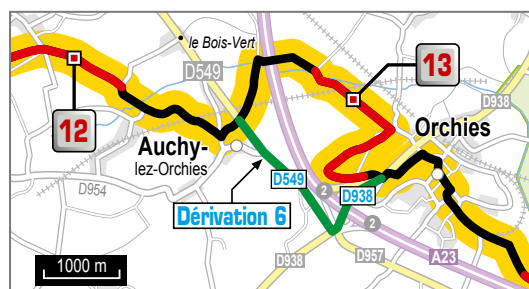 le Bois-Vert
D549
13
D938
12
Auchy-
lez-Orchies
Orchies
D954
D549
2
D938
Dérivation 6
2
D938
D957
A23
1000 m